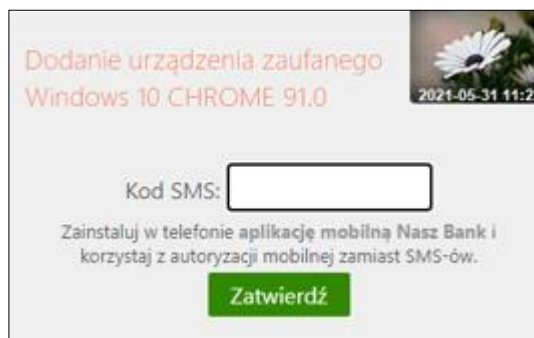 Dodanie urządzenia zaufanego
Windows 10 CHROME 91.0
2021-05-31 11:2
Kod SMS:
Zainstaluj w telefonie aplikację mobilną Nasz Bank i
korzystaj z autoryzacji mobilnej zamiast SMS-ów.
Zatwierdź